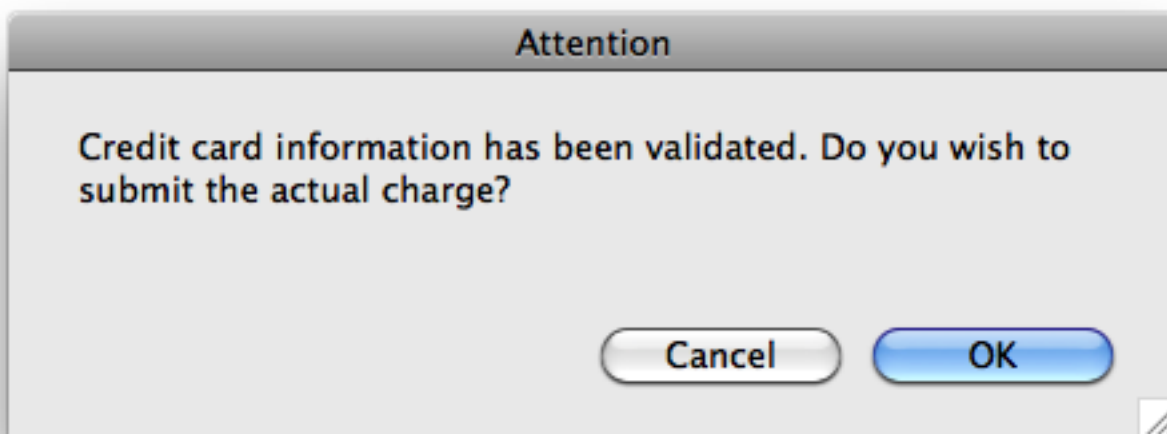 Attention
Credit card information has been validated. Do you wish to
submit the actual charge?
Cancel OK